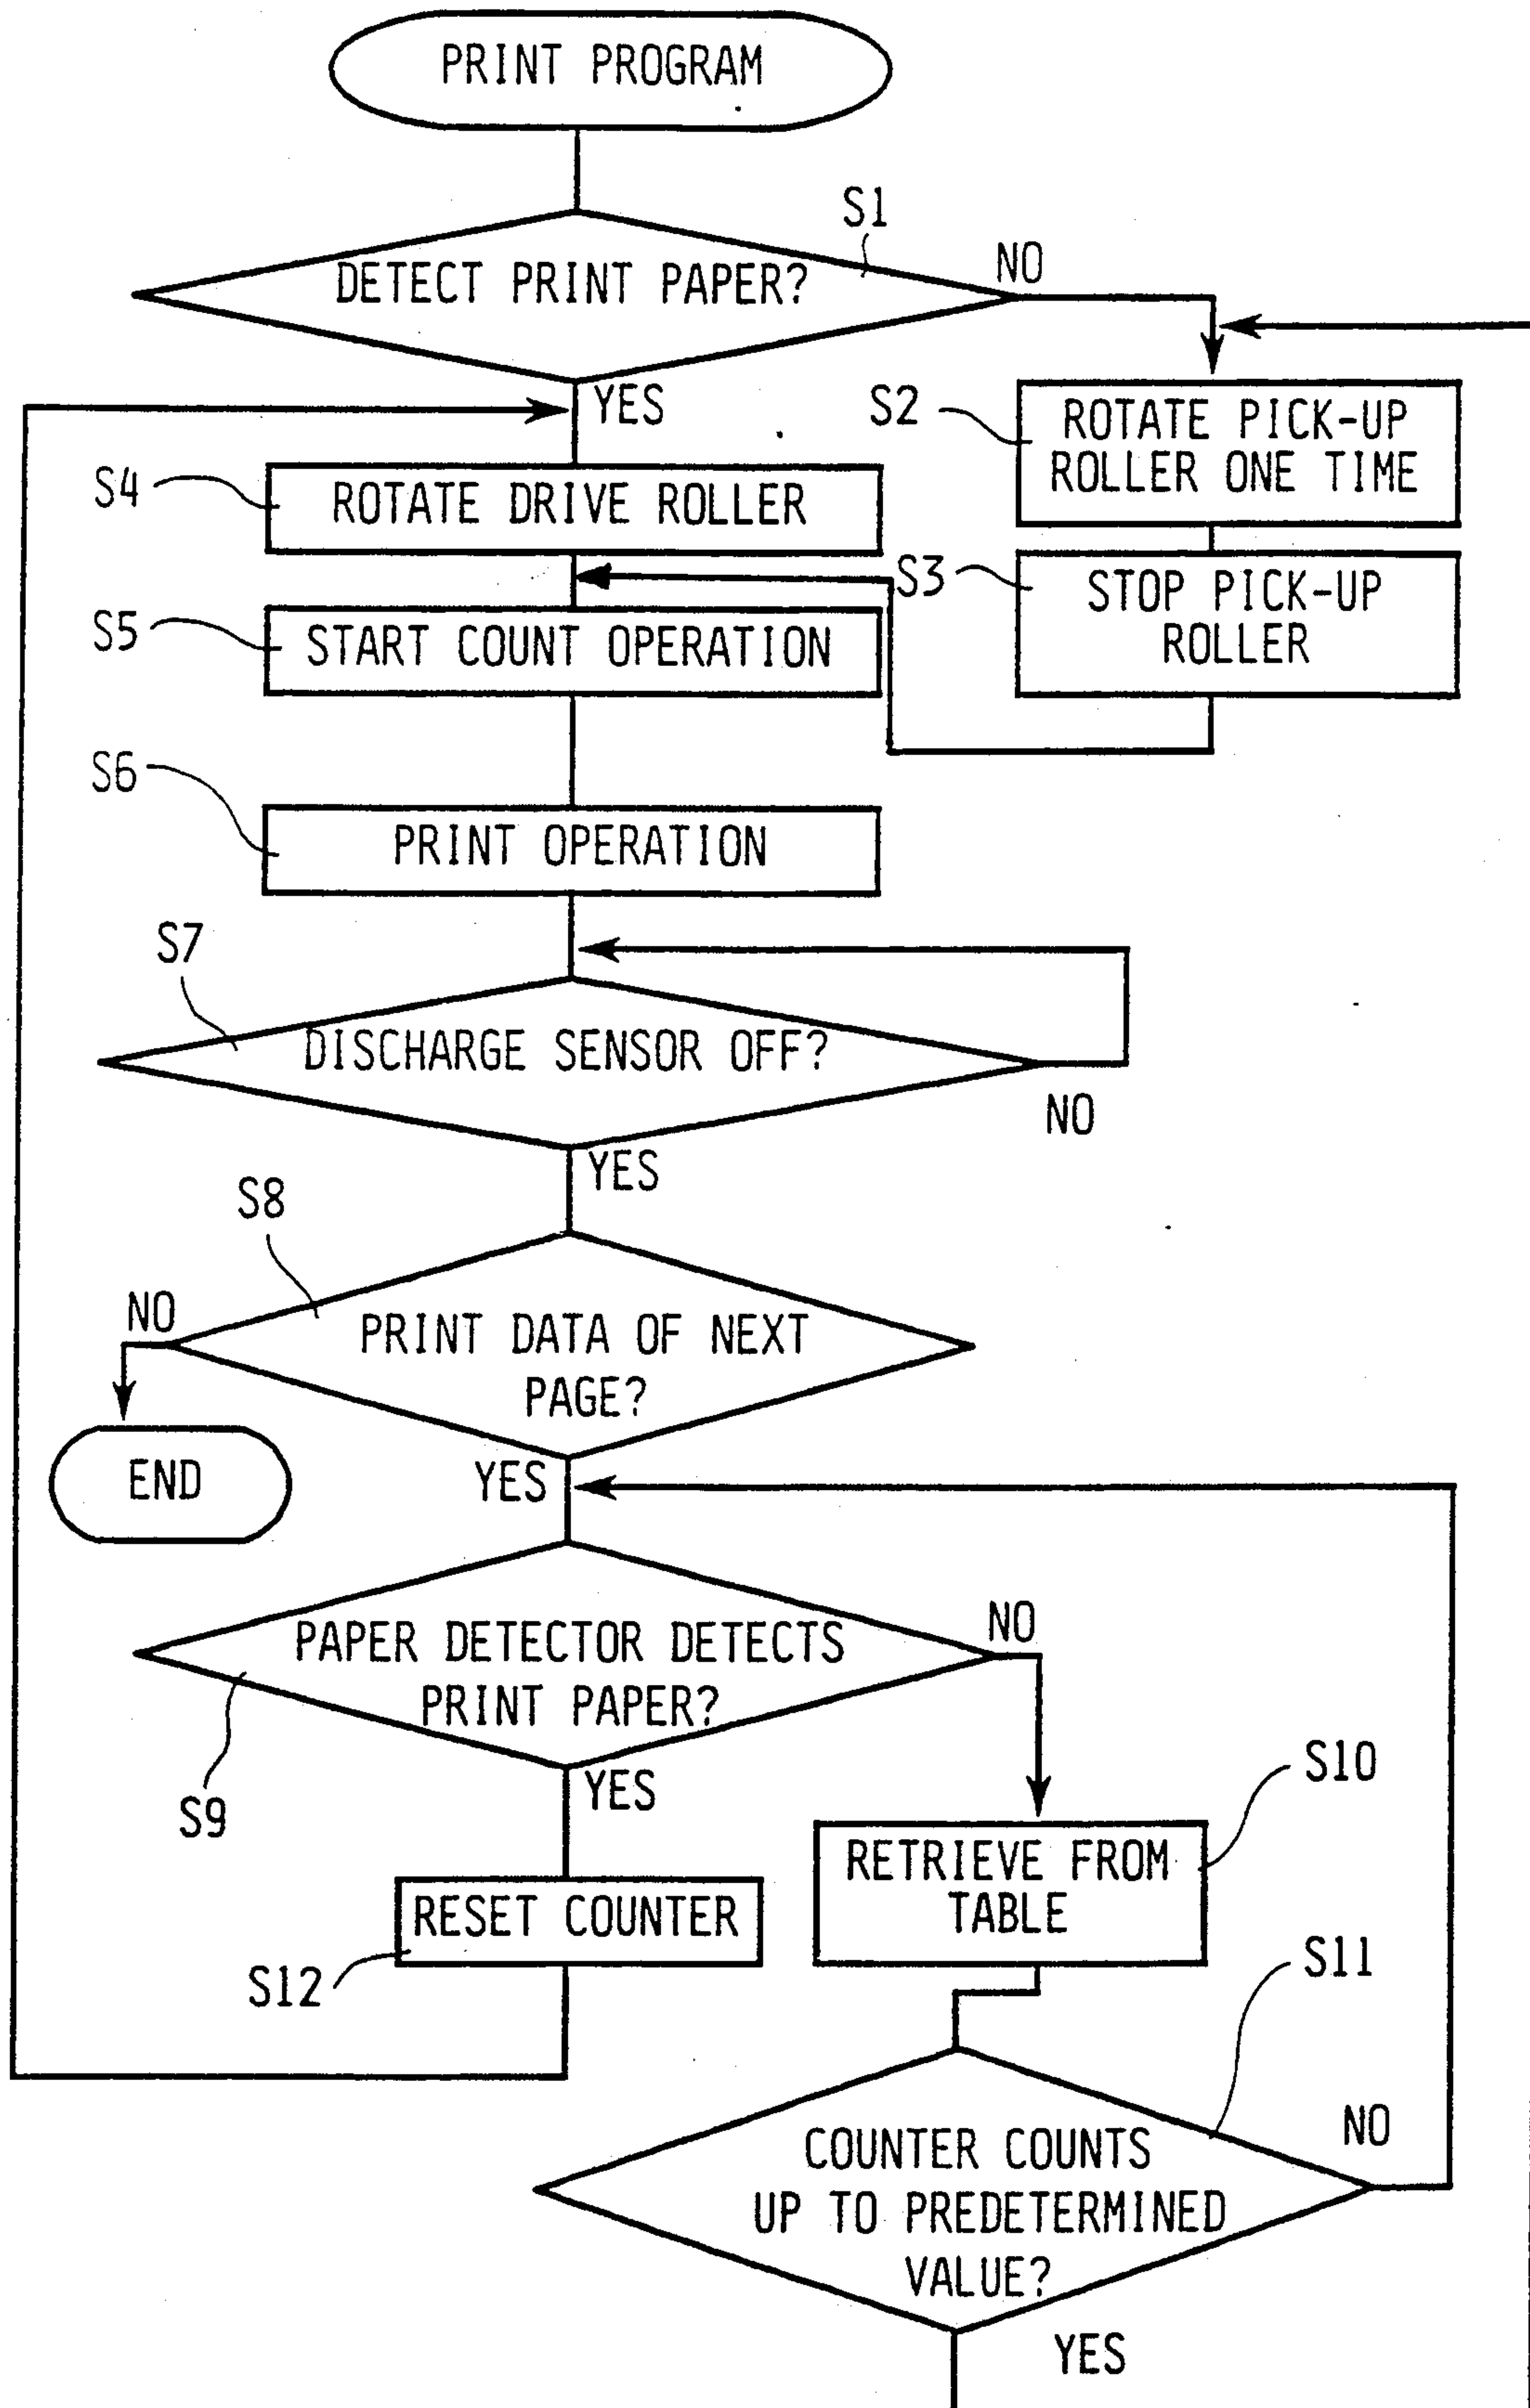 PRINT PROGRAM
S1
DETECT PRINT PAPER?
NO
YES
S2
ROTATE PICK-UP
ROLLER ONE TIME
S4
ROTATE DRIVE ROLLER
S3
STOP PICK-UP
ROLLER
S5
START COUNT OPERATION
S6
PRINT OPERATION
S7
DISCHARGE SENSOR OFF?
NO
YES
S8
NO
PRINT DATA OF NEXT
PAGE?
END
YES
PAPER DETECTOR DETECTS
PRINT PAPER?
NO
S9
YES
S10
RETRIEVE FROM
TABLE
RESET COUNTER
S12
S11
COUNTER COUNTS
UP TO PREDETERMINED
VALUE?
NO
YES